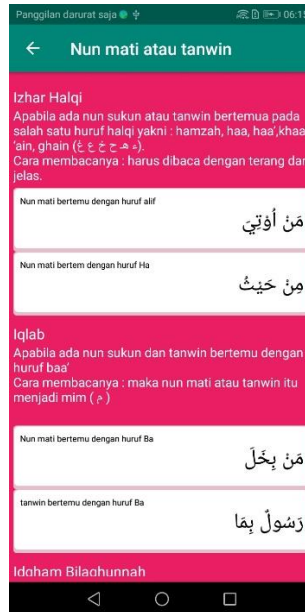 Panggilan darurat saja
06:15
Nun mati atau tanwin
Izhar Halqi
Apabila ada nun sukun atau tanwin bertemua pada
salah satu huruf halqi yakni : hamzah, haa, haa',khaa
'ain, ghain (ء ه ح خ ع غ).
Cara membacanya : harus dibaca dengan terang dan
jelas.
Nun mati bertemu dengan huruf alif
مَنْ أُوْتِيَ
Nun mati bertem dengan huruf Ha
مِنْ حَيْثُ
Iqlab
Apabila ada nun sukun dan tanwin bertemu dengan
huruf baa'
Cara membacanya : maka nun mati atau tanwin itu
menjadi mim ( م )
Nun mati bertemu dengan huruf Ba
مَنْ بِخَلَ
tanwin bertemu dengan huruf Ba
رَسُولٌ بِمَا
Idgham Bilaghunnah